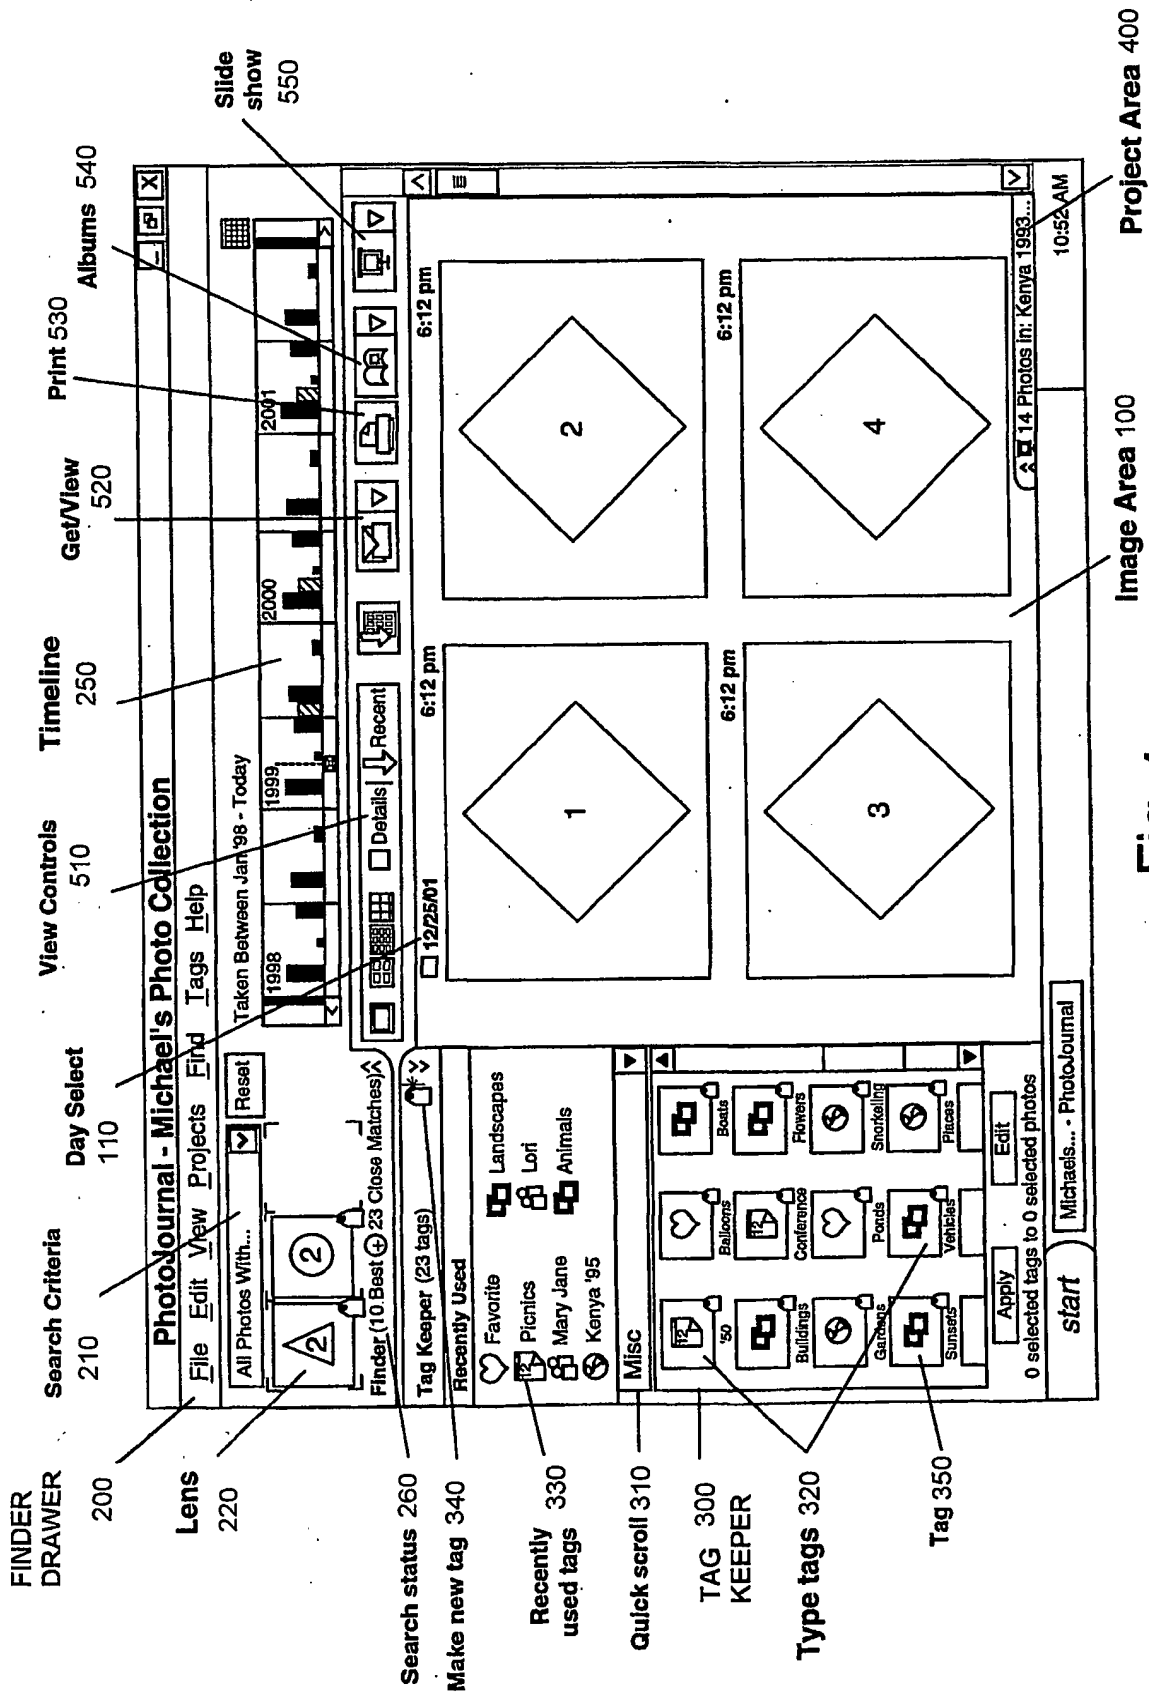 FINDER
DRAWER
200
Search Criteria
210
Day Select
110
View Controls
510
Timeline
250
Get/View
520
Print 530
Albums 540
Slide
show
550
Lens
220
PhotoJournal - Michael's Photo Collection
File Edit View Projects Find Tags Help
All Photos With...
Reset
Taken Between Jan '98 - Today
1998
1999
2000
2001
2
2
Finder (10 Best + 23 Close Matches)
Details
Recent
Search status 260
Make new tag 340
Tag Keeper (23 tags)
Recently Used
Favorite
Landscapes
12 Picnics
Lori
Mary Jane
Animals
Kenya '95
Recently
used tags 330
Quick scroll 310
Misc
TAG 300
KEEPER
12
'50
Balloons
Boats
Buildings
12
Conference
Flowers
Gardens
Ponds
Snorkeling
Sunsets
Vehicles
Places
Type tags 320
Tag 350
Apply
Edit
0 selected tags to 0 selected photos
12/25/01
6:12 pm
6:12 pm
1
2
6:12 pm
6:12 pm
3
4
14 Photos in: Kenya 1993...
start
Michaels... - PhotoJournal
10:52 AM
Image Area 100
Project Area 400